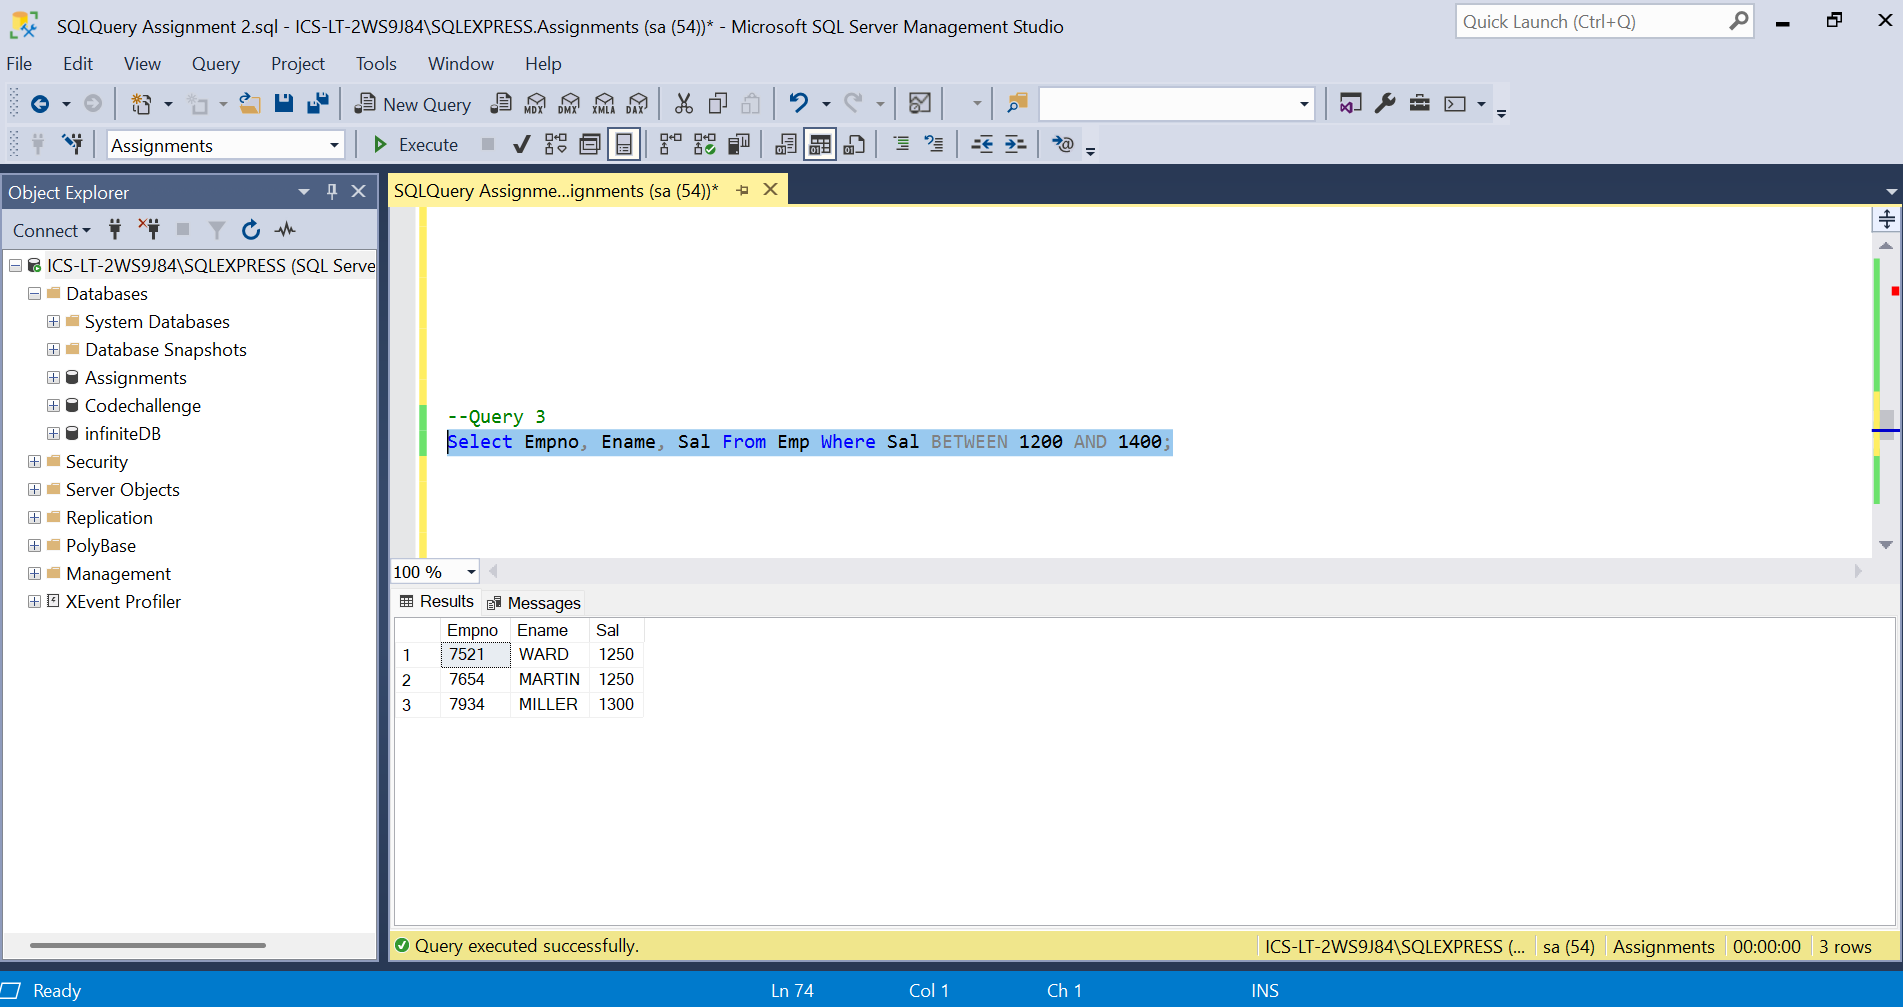 SQLQuery Assignment 2.sql - ICS-LT-2WS9J84\SQLEXPRESS.Assignments (sa (54))* - Microsoft SQL Server Management Studio
Quick Launch (Ctrl+Q)
File Edit View Query Project Tools Window Help
New Query MDX DMX XMLA DAX
Assignments Execute
Object Explorer
SQLQuery Assignme...ignments (sa (54))*
Connect
ICS-LT-2WS9J84\SQLEXPRESS (SQL Serve
Databases
System Databases
Database Snapshots
Assignments
Codechallenge
infiniteDB
Security
Server Objects
Replication
PolyBase
Management
XEvent Profiler
--Query 3
Select Empno, Ename, Sal From Emp Where Sal BETWEEN 1200 AND 1400;
100 %
Results Messages
Empno Ename Sal
1 7521 WARD 1250
2 7654 MARTIN 1250
3 7934 MILLER 1300
Query executed successfully.
ICS-LT-2WS9J84\SQLEXPRESS (... sa (54) Assignments 00:00:00 3 rows
Ready Ln 74 Col 1 Ch 1 INS